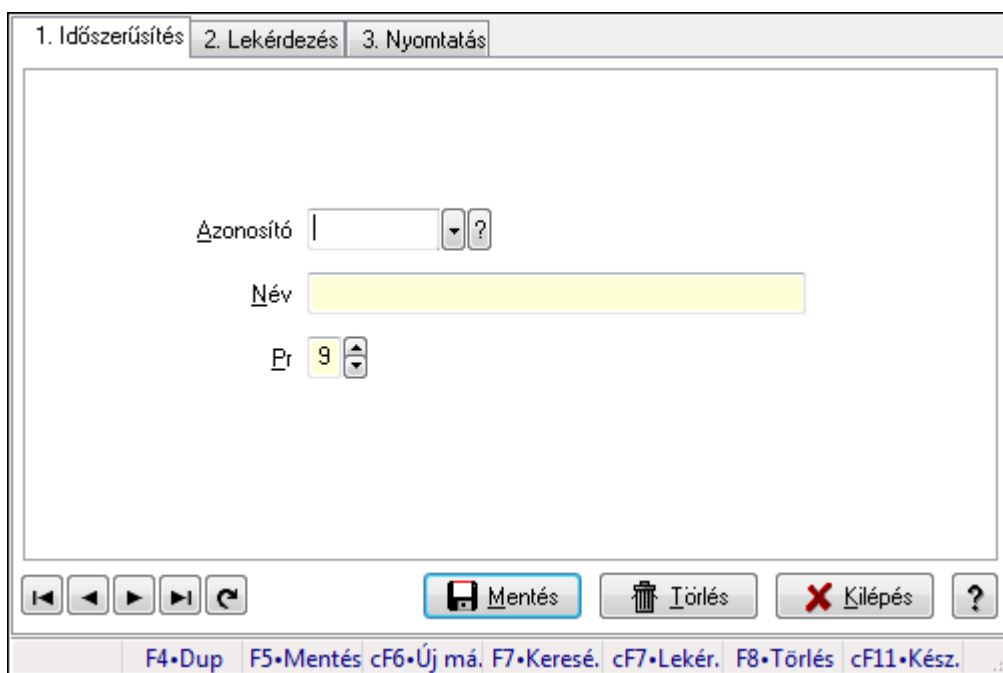 1. Időszerűsítés 2. Lekérdezés 3. Nyomtatás
Azonosító ?
Név
Pr 9
Mentés Törlés Kilépés ?
F4•Dup F5•Mentés cF6•Új má. F7•Keresé. cF7•Lekér. F8•Törlés cF11•Kész.